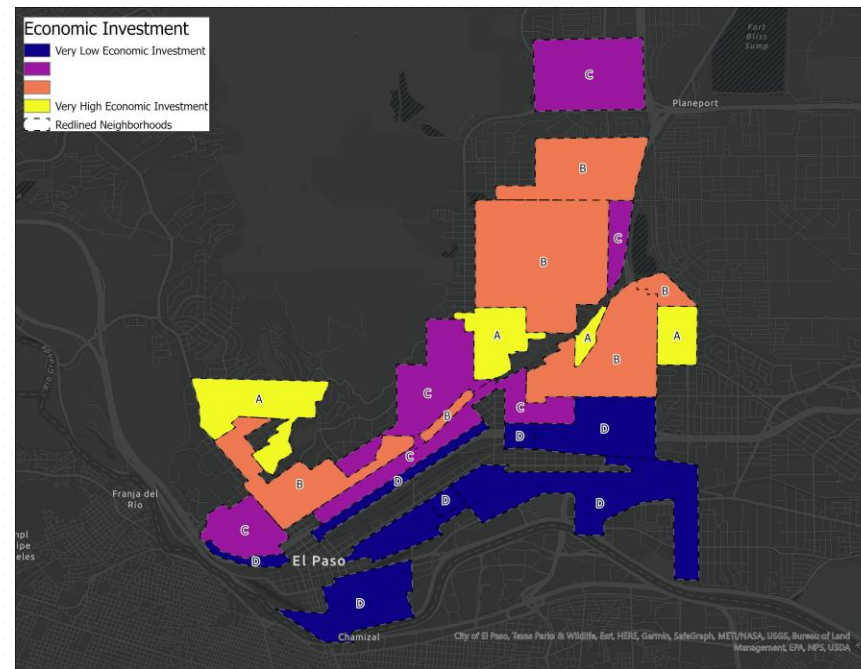 Economic Investment
Very Low Economic Investment
Very High Economic Investment
Redlined Neighborhoods
Fort
Bliss
Sump
Planeport
C
B
C
B
B
A
A
A
B
C
A
B
C
B
C
D
D
D
B
D
D
C
D
Franja del
Río
El Paso
D
Chamizal
City of El Paso, Texas Parks & Wildlife, Esri, HERE, Garmin, SafeGraph, METI/NASA, USGS, Bureau of Land
Management, EPA, NPS, USDA